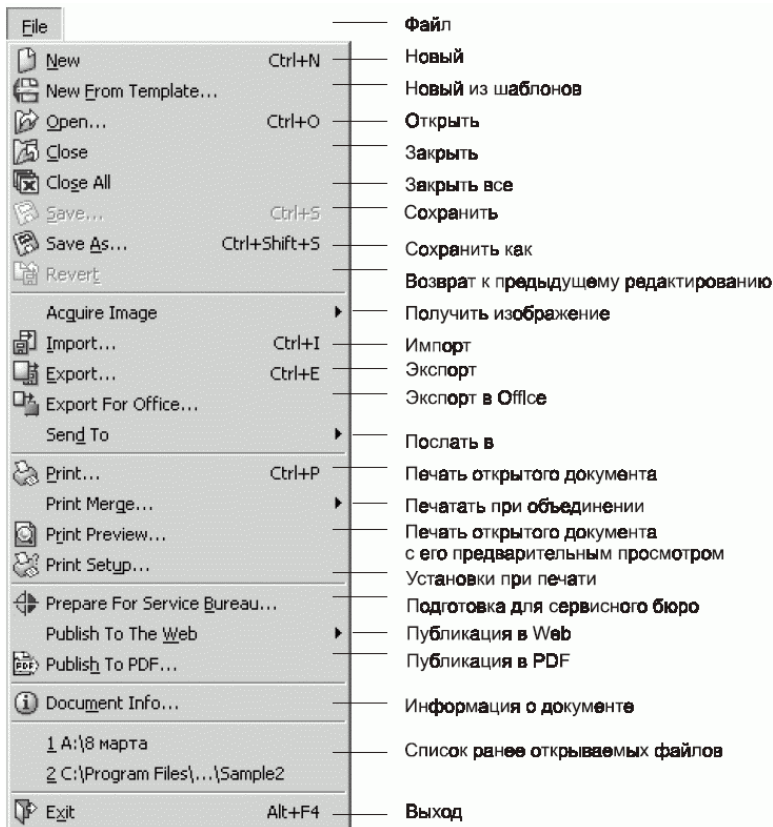 File Файл
New Ctrl+N Новый
New From Template... Новый из шаблонов
Open... Ctrl+O Открыть
Close Закрыть
Close All Закрыть все
Save... Ctrl+S Сохранить
Save As... Ctrl+Shift+S Сохранить как
Revert Возврат к предыдущему редактированию
Acquire Image Получить изображение
Import... Ctrl+I Импорт
Export... Ctrl+E Экспорт
Export For Office... Экспорт в Office
Send To Послать в
Print... Ctrl+P Печать открытого документа
Print Merge... Печатать при объединении
Print Preview... Печать открытого документа
с его предварительным просмотром
Print Setup... Установки при печати
Prepare For Service Bureau... Подготовка для сервисного бюро
Publish To The Web Публикация в Web
PDF Publish To PDF... Публикация в PDF
Document Info... Информация о документе
1 A:\8 марта Список ранее открываемых файлов
2 C:\Program Files\...\Sample2
Exit Alt+F4 Выход